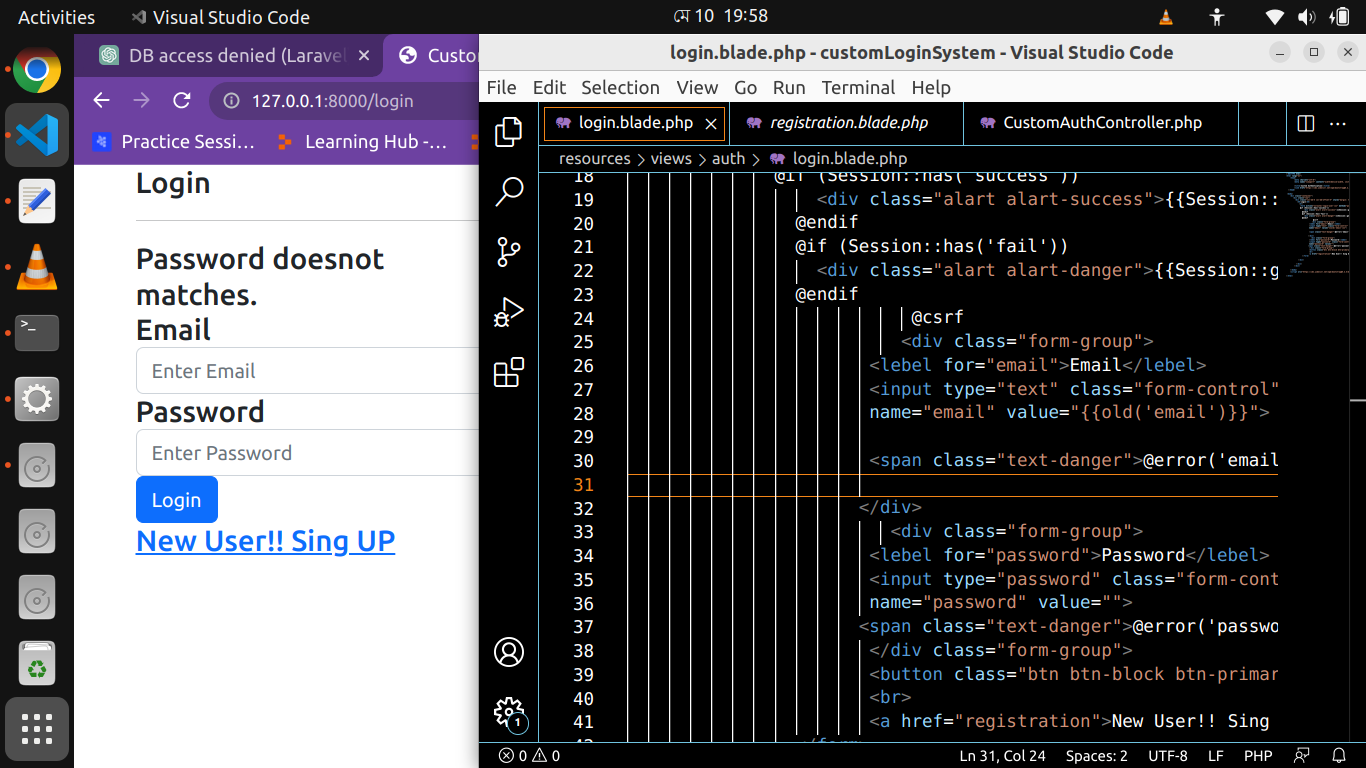 Activities
Visual Studio Code
মে 10 19:58
DB access denied (Laravel
Custo
127.0.0.1:8000/login
Practice Sessi...
Learning Hub -...
Login
Password doesnot
matches.
Email
Enter Email
Password
Enter Password
Login
New User!! Sing UP
login.blade.php - customLoginSystem - Visual Studio Code
File Edit Selection View Go Run Terminal Help
login.blade.php
registration.blade.php
CustomAuthController.php
resources > views > auth > login.blade.php
18 @if (Session::has('success'))
19 <div class="alart alart-success">{{Session::
20 @endif
21 @if (Session::has('fail'))
22 <div class="alart alart-danger">{{Session::g
23 @endif
24 @csrf
25 <div class="form-group">
26 <lebel for="email">Email</lebel>
27 <input type="text" class="form-control"
28 name="email" value="{{old('email')}}">
29
30 <span class="text-danger">@error('email
31
32 </div>
33 <div class="form-group">
34 <lebel for="password">Password</lebel>
35 <input type="password" class="form-cont
36 name="password" value="">
37 <span class="text-danger">@error('passwo
38 </div class="form-group">
39 <button class="btn btn-block btn-primar
40 <br>
41 <a href="registration">New User!! Sing
42 </form
1
0 0
Ln 31, Col 24
Spaces: 2
UTF-8
LF
PHP